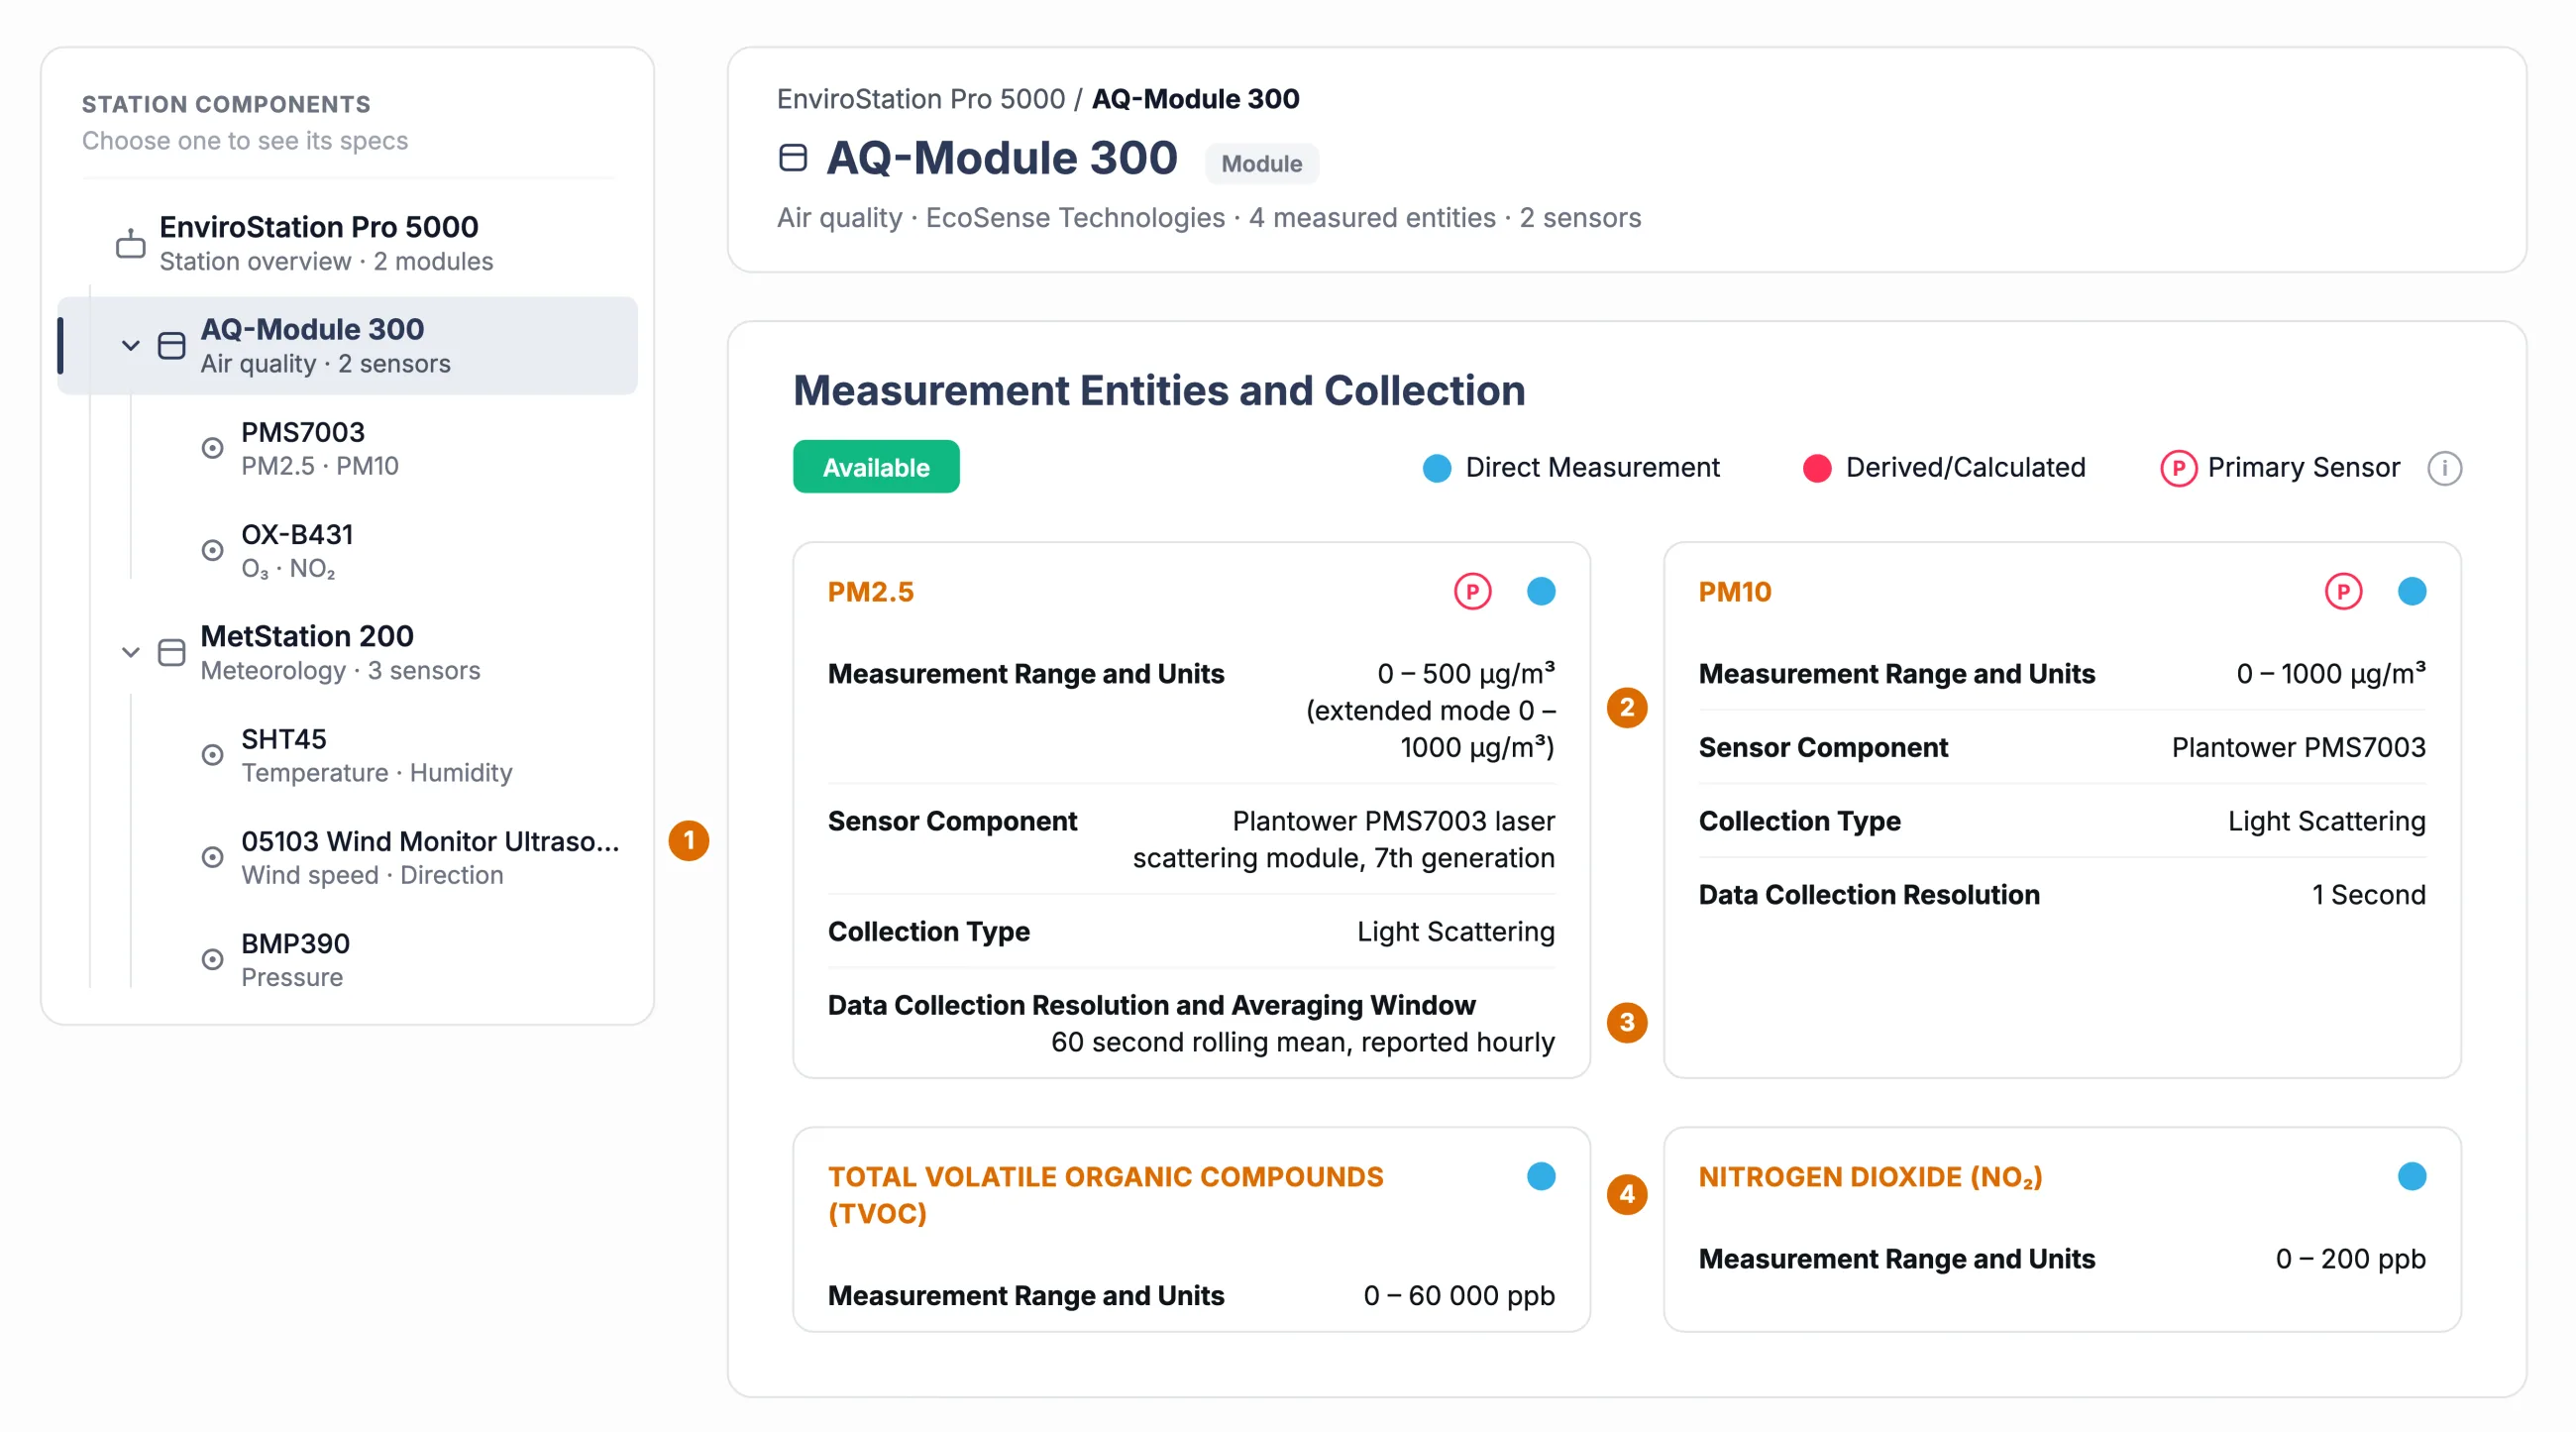 STATION COMPONENTS
Choose one to see its specs
EnviroStation Pro 5000
Station overview · 2 modules
AQ-Module 300
Air quality · 2 sensors
PMS7003
PM2.5 · PM10
OX-B431
O₃ · NO₂
MetStation 200
Meteorology · 3 sensors
SHT45
Temperature · Humidity
05103 Wind Monitor Ultraso...
Wind speed · Direction
BMP390
Pressure
1
EnviroStation Pro 5000 / AQ-Module 300
AQ-Module 300 Module
Air quality · EcoSense Technologies · 4 measured entities · 2 sensors
Measurement Entities and Collection
Available
Direct Measurement
Derived/Calculated
P Primary Sensor i
PM2.5 P
Measurement Range and Units 0 – 500 µg/m³
(extended mode 0 –
1000 µg/m³)
Sensor Component Plantower PMS7003 laser
scattering module, 7th generation
Collection Type Light Scattering
Data Collection Resolution and Averaging Window
60 second rolling mean, reported hourly
2
3
PM10 P
Measurement Range and Units 0 – 1000 µg/m³
Sensor Component Plantower PMS7003
Collection Type Light Scattering
Data Collection Resolution 1 Second
TOTAL VOLATILE ORGANIC COMPOUNDS
(TVOC)
Measurement Range and Units 0 – 60 000 ppb
4
NITROGEN DIOXIDE (NO₂)
Measurement Range and Units 0 – 200 ppb